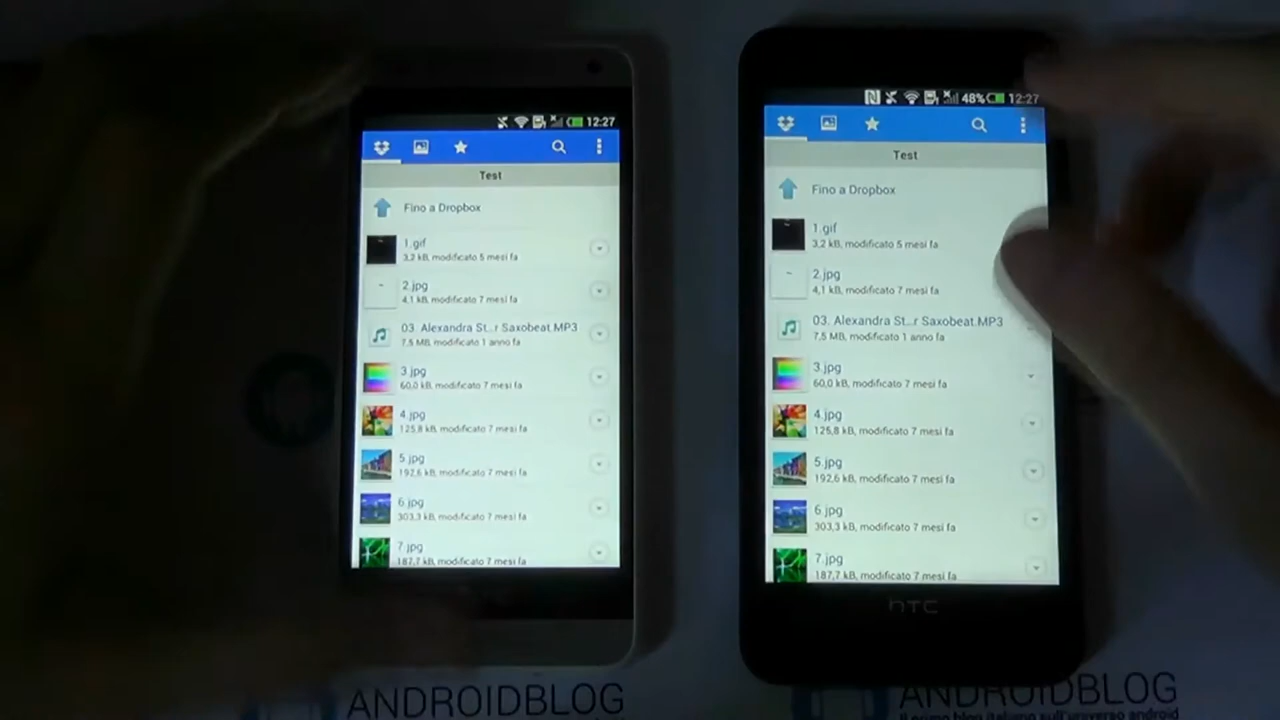 12:27
Test
Fino a Dropbox
1.gif
3,2 kB, modificato 5 mesi fa
2.jpg
4,1 kB, modificato 7 mesi fa
03. Alexandra St...r Saxobeat.MP3
7,5 MB, modificato 1 anno fa
3.jpg
60,0 kB, modificato 7 mesi fa
4.jpg
125,8 kB, modificato 7 mesi fa
5.jpg
192,6 kB, modificato 7 mesi fa
6.jpg
303,3 kB, modificato 7 mesi fa
7.jpg
187,7 kB, modificato 7 mesi fa
48% 12:27
Test
Fino a Dropbox
1.gif
3,2 kB, modificato 5 mesi fa
2.jpg
4,1 kB, modificato 7 mesi fa
03. Alexandra St...r Saxobeat.MP3
7,5 MB, modificato 1 anno fa
3.jpg
60,0 kB, modificato 7 mesi fa
4.jpg
125,8 kB, modificato 7 mesi fa
5.jpg
192,6 kB, modificato 7 mesi fa
6.jpg
303,3 kB, modificato 7 mesi fa
7.jpg
187,7 kB, modificato 7 mesi fa
hTC
ANDROIDBLOG
ANDROIDBLOG
Il primo blog italiano sull'universo android